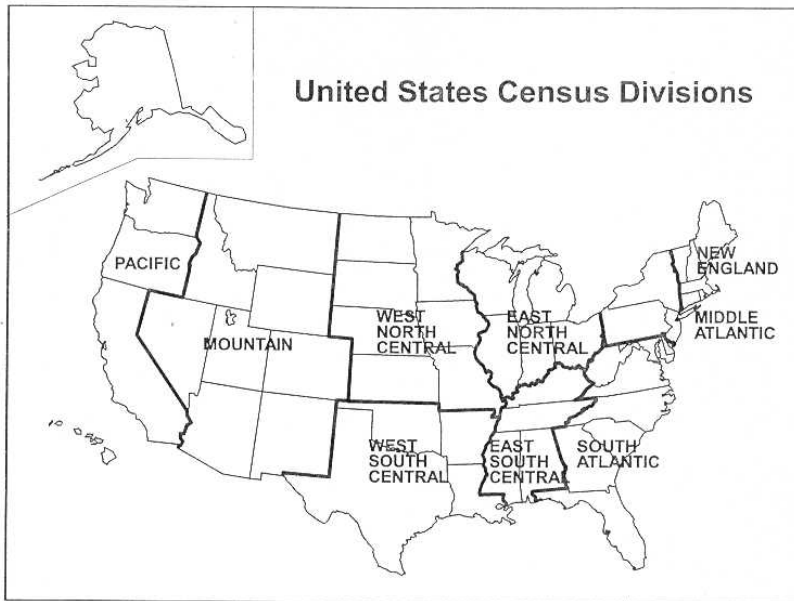 United States Census Divisions
PACIFIC
MOUNTAIN
WEST
NORTH
CENTRAL
EAST
NORTH
CENTRAL
NEW
ENGLAND
MIDDLE
ATLANTIC
WEST
SOUTH
CENTRAL
EAST
SOUTH
CENTRAL
SOUTH
ATLANTIC